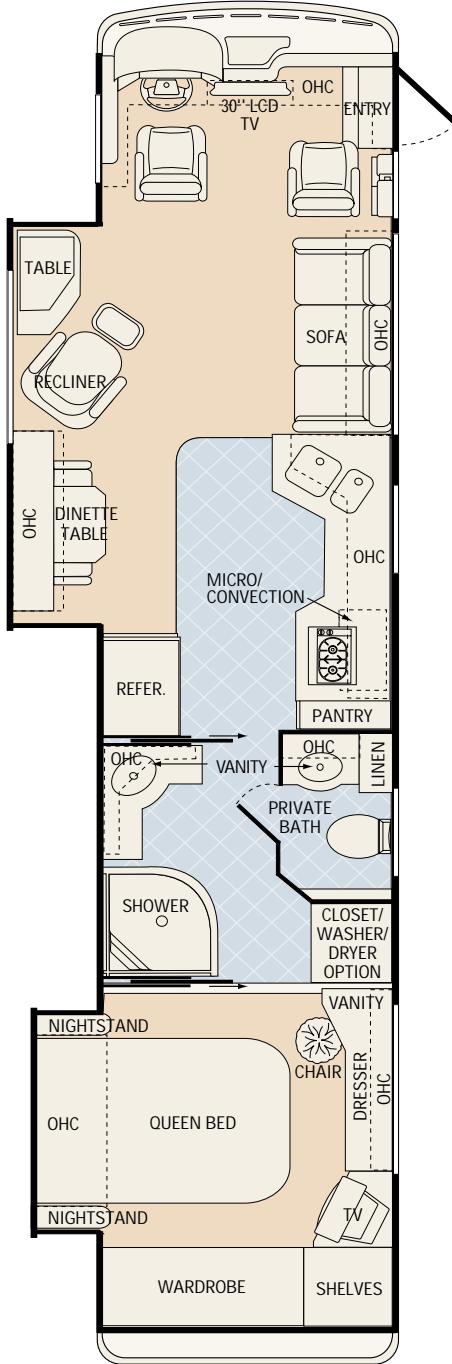 OHC
30" LCD
TV
ENTRY
TABLE
SOFA
OHC
RECLINER
OHC
DINETTE
TABLE
OHC
MICRO/
CONVECTION
REFER.
PANTRY
OHC
OHC
VANITY
LINEN
PRIVATE
BATH
SHOWER
CLOSET/
WASHER/
DRYER
OPTION
VANITY
NIGHTSTAND
CHAIR
DRESSER
OHC
OHC
QUEEN BED
NIGHTSTAND
TV
WARDROBE
SHELVES